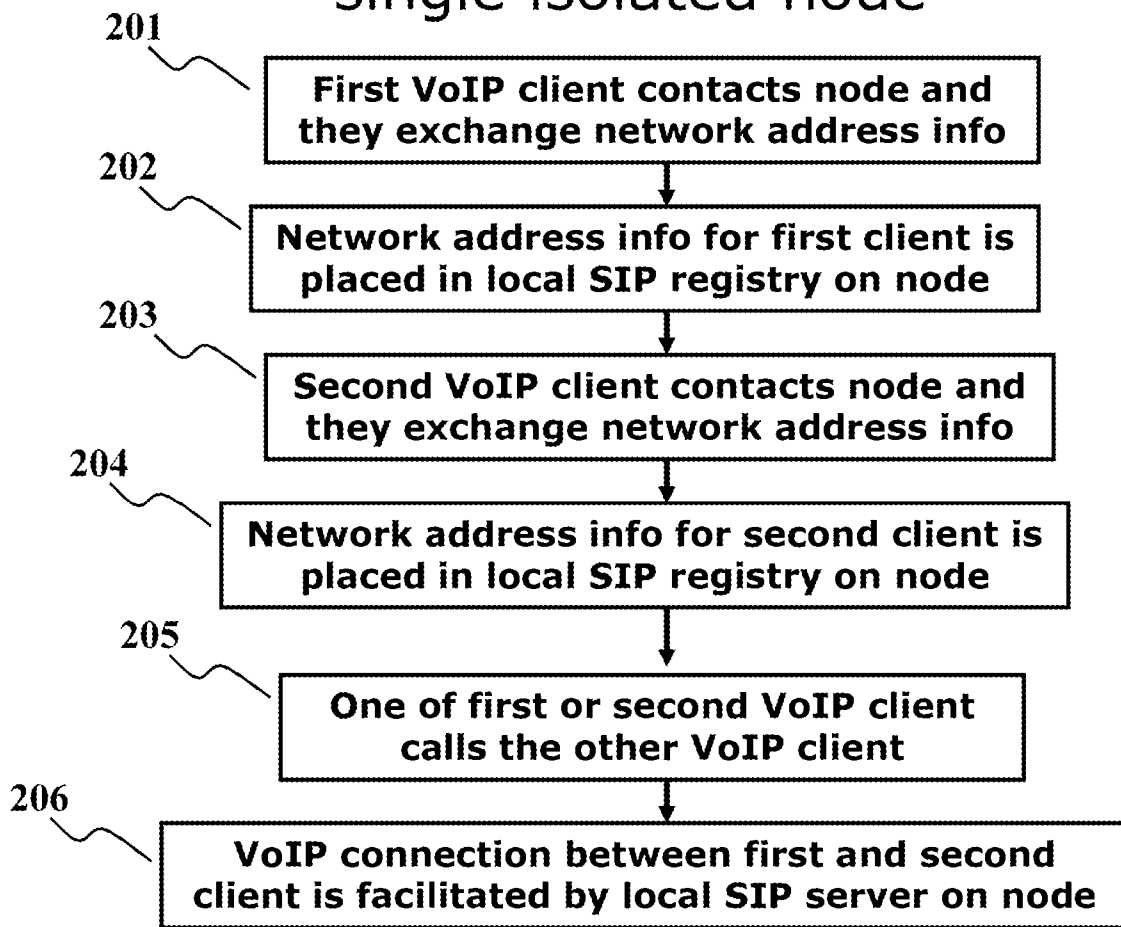 single isolated node
201
First VoIP client contacts node and
they exchange network address info
202
Network address info for first client is
placed in local SIP registry on node
203
Second VoIP client contacts node and
they exchange network address info
204
Network address info for second client is
placed in local SIP registry on node
205
One of first or second VoIP client
calls the other VoIP client
206
VoIP connection between first and second
client is facilitated by local SIP server on node